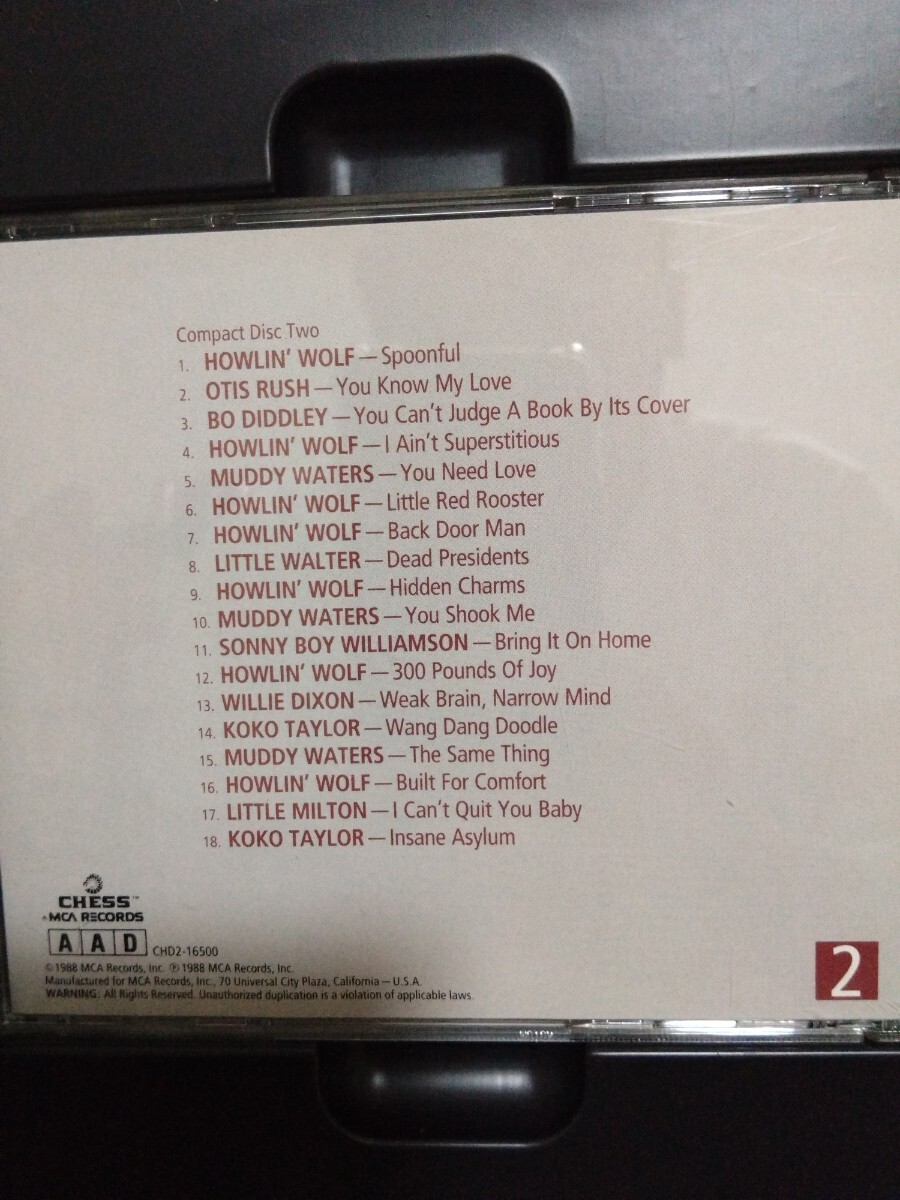 Compact Disc Two
1. HOWLIN' WOLF — Spoonful
2. OTIS RUSH — You Know My Love
3. BO DIDDLEY — You Can't Judge A Book By Its Cover
4. HOWLIN' WOLF — I Ain't Superstitious
5. MUDDY WATERS — You Need Love
6. HOWLIN' WOLF — Little Red Rooster
7. HOWLIN' WOLF — Back Door Man
8. LITTLE WALTER — Dead Presidents
9. HOWLIN' WOLF — Hidden Charms
10. MUDDY WATERS — You Shook Me
11. SONNY BOY WILLIAMSON — Bring It On Home
12. HOWLIN' WOLF — 300 Pounds Of Joy
13. WILLIE DIXON — Weak Brain, Narrow Mind
14. KOKO TAYLOR — Wang Dang Doodle
15. MUDDY WATERS — The Same Thing
16. HOWLIN' WOLF — Built For Comfort
17. LITTLE MILTON — I Can't Quit You Baby
18. KOKO TAYLOR — Insane Asylum
CHESS™
MCA RECORDS
A A D CHD2-16500
© 1988 MCA Records, Inc. ℗ 1988 MCA Records, Inc.
Manufactured for MCA Records, Inc., 70 Universal City Plaza, California — U.S.A.
WARNING: All Rights Reserved. Unauthorized duplication is a violation of applicable laws.
2